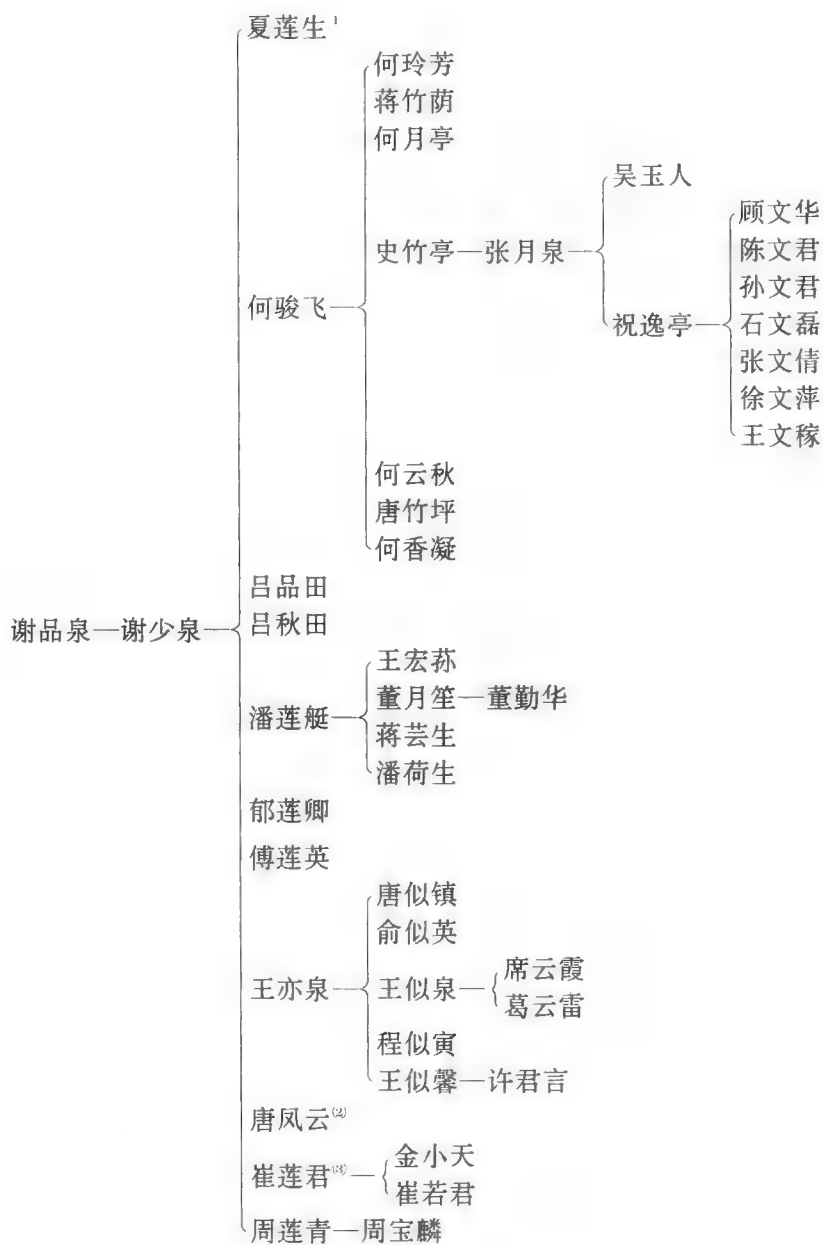 夏莲生¹
何玲芳
蒋竹荫
何月亭
吴玉人
顾文华
陈文君
史竹亭—张月泉
孙文君
何骏飞
祝逸亭
石文磊
张文倩
徐文萍
王文稼
何云秋
唐竹坪
何香凝
吕品田
谢品泉—谢少泉
吕秋田
王宏荪
潘莲艇
董月笙—董勤华
蒋芸生
潘荷生
郁莲卿
傅莲英
唐似镇
俞似英
席云霞
王亦泉
王似泉
葛云雷
程似寅
王似馨—许君言
唐凤云⁽²⁾
金小天
崔莲君⁽³⁾
崔若君
周莲青—周宝麟